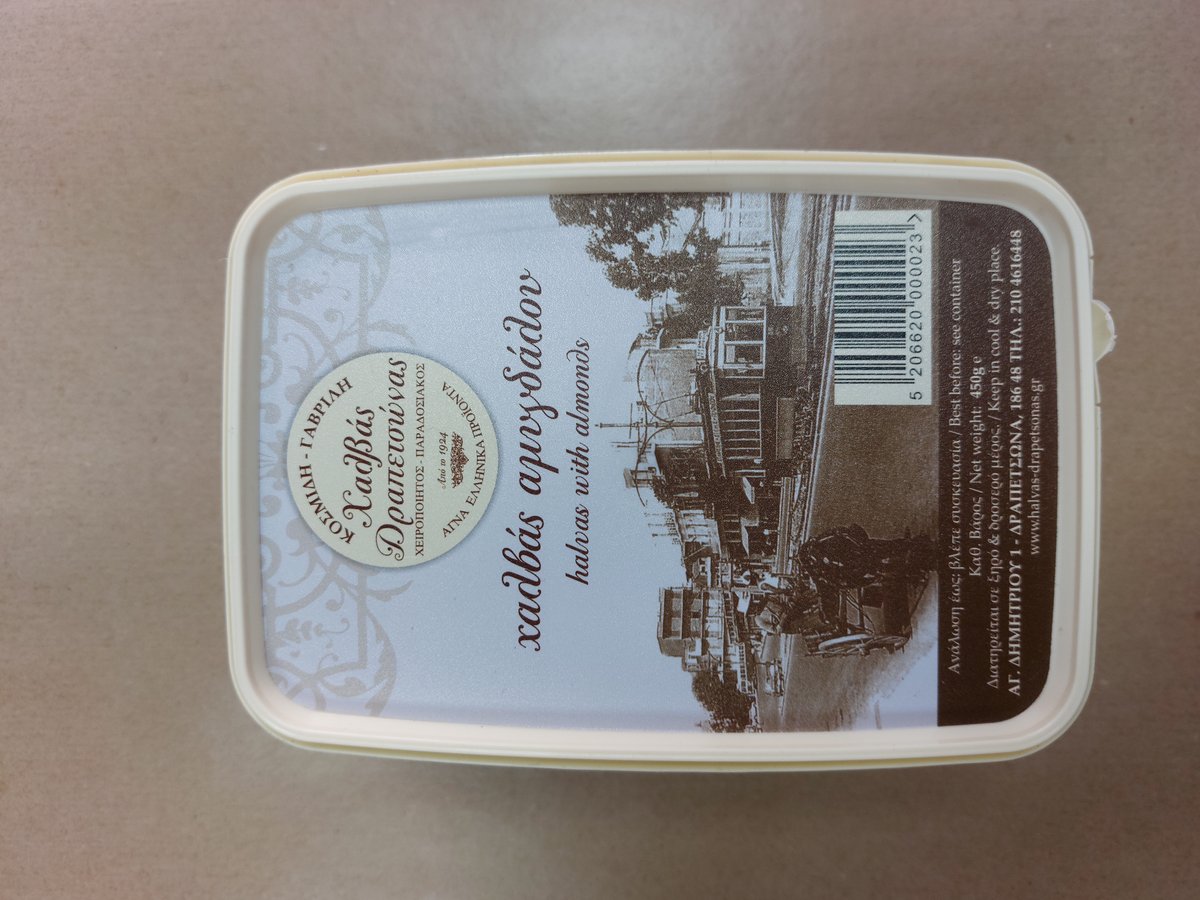 ΚΟΣΜΙΔΗ - ΓΑΒΡΙΛΗ
Χαλβάς
Δραπετσώνας
ΧΕΙΡΟΠΟΙΗΤΟΣ - ΠΑΡΑΔΟΣΙΑΚΟΣ
Από το 1924
ΑΓΝΑ ΕΛΛΗΝΙΚΑ ΠΡΟΪΟΝΤΑ
χαλβάς αμυγδάλου
halvas with almonds
5 206620 000023 >
Ανάλωση έως: βλέπε συσκευασία / Best before: see container
Καθ. Βάρος / Net weight: 450g e
Διατηρείται σε ξηρό & δροσερό μέρος / Keep in cool & dry place
ΑΓ. ΔΗΜΗΤΡΙΟΥ 1 - ΔΡΑΠΕΤΣΩΝΑ, 186 48 ΤΗΛ.: 210 4616448
www.halvas-drapetsonas.gr